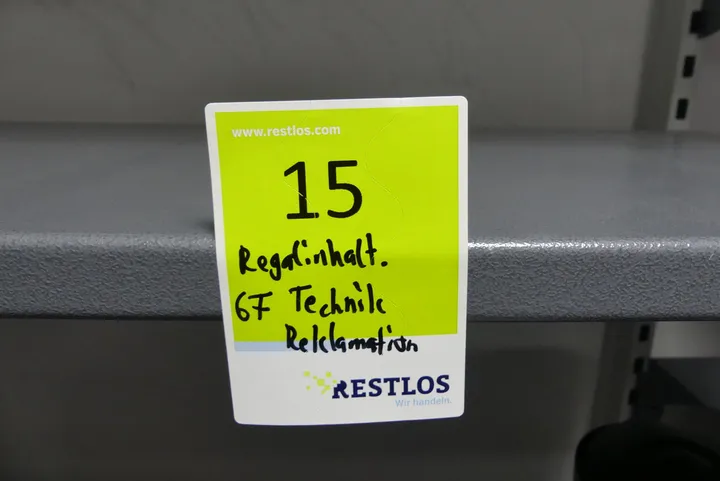 www.restlos.com
15
Regalinhalt.
6F Technik
Reklamation
RESTLOS
Wir handeln.